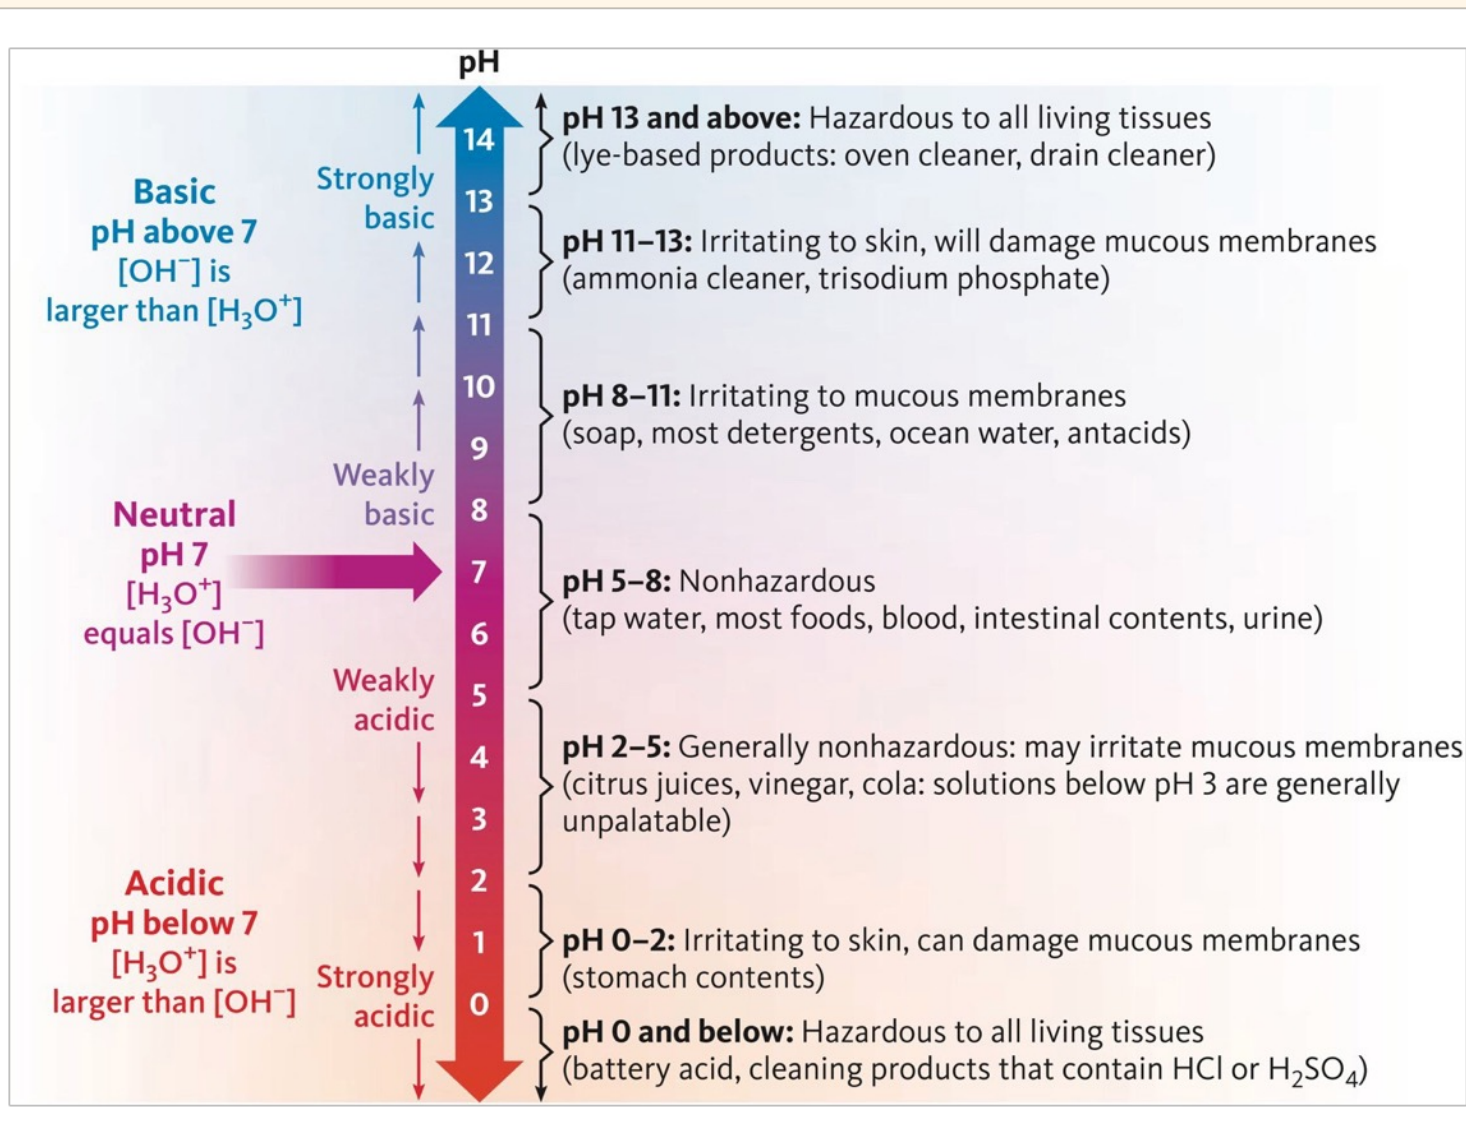 pH
14
13
12
11
10
9
8
7
6
5
4
3
2
1
0
Basic
pH above 7
[OH⁻] is
larger than [H₃O⁺]
Neutral
pH 7
[H₃O⁺]
equals [OH⁻]
Acidic
pH below 7
[H₃O⁺] is
larger than [OH⁻]
Strongly
basic
Weakly
basic
Weakly
acidic
Strongly
acidic
pH 13 and above: Hazardous to all living tissues
(lye-based products: oven cleaner, drain cleaner)
pH 11–13: Irritating to skin, will damage mucous membranes
(ammonia cleaner, trisodium phosphate)
pH 8–11: Irritating to mucous membranes
(soap, most detergents, ocean water, antacids)
pH 5–8: Nonhazardous
(tap water, most foods, blood, intestinal contents, urine)
pH 2–5: Generally nonhazardous: may irritate mucous membranes
(citrus juices, vinegar, cola: solutions below pH 3 are generally
unpalatable)
pH 0–2: Irritating to skin, can damage mucous membranes
(stomach contents)
pH 0 and below: Hazardous to all living tissues
(battery acid, cleaning products that contain HCl or H₂SO₄)